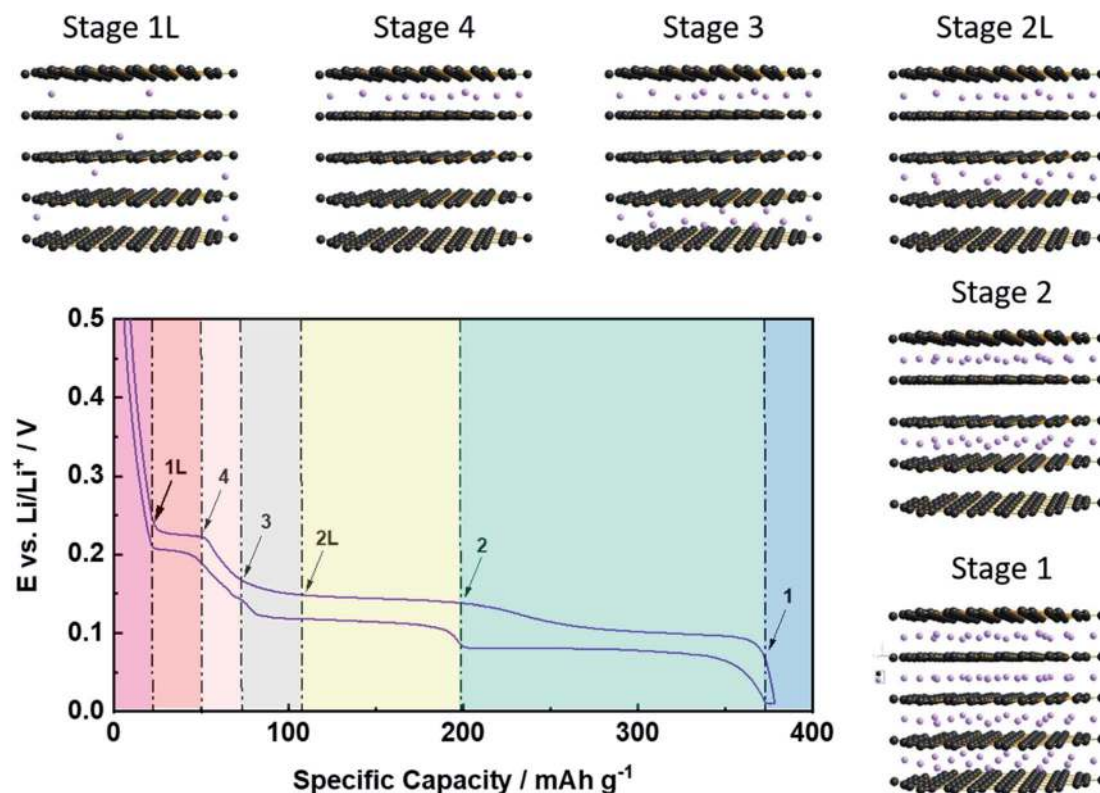 Stage 1L
Stage 4
Stage 3
Stage 2L
Stage 2
Stage 1
E vs. Li/Li⁺ / V
0.5
0.4
0.3
0.2
0.1
0.0
1L
4
3
2L
2
1
0
100
200
300
400
Specific Capacity / mAh g⁻¹